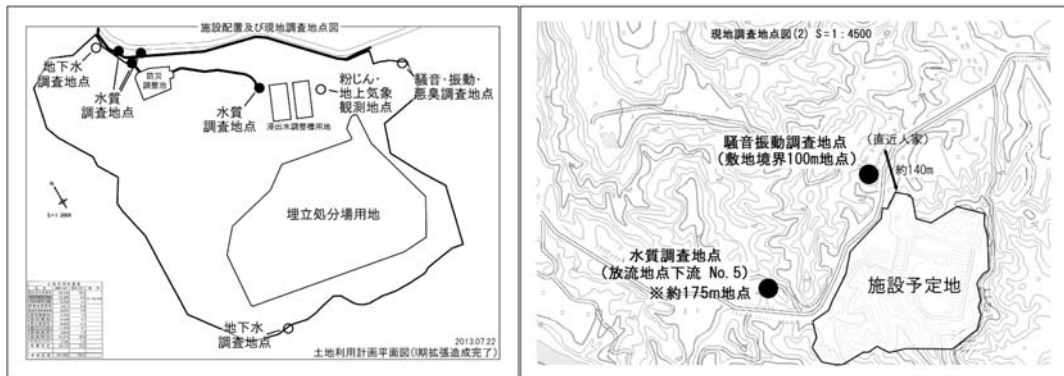 施設配置及び現地調査地点図
地下水
調査地点
水質
調査地点
防災
調整池
水質
調査地点
浸出水調整槽用地
粉じん・
地上気象
観測地点
騒音・振動・
悪臭調査地点
埋立処分場用地
地下水
調査地点
2013.07.22
土地利用計画平面図(I期拡張造成完了)
現地調査地点図(2) S=1:4500
騒音振動調査地点
(敷地境界100m地点)
(直近人家)
約140m
水質調査地点
(放流地点下流 No.5)
※約175m地点
施設予定地